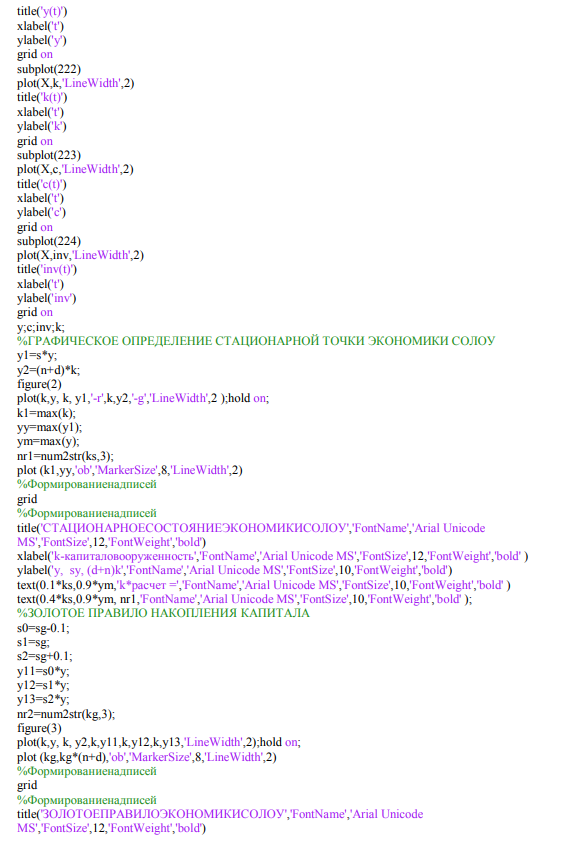 title('y(t)')
xlabel('t')
ylabel('y')
grid on
subplot(222)
plot(X,k,'LineWidth',2)
title('k(t)')
xlabel('t')
ylabel('k')
grid on
subplot(223)
plot(X,c,'LineWidth',2)
title('c(t)')
xlabel('t')
ylabel('c')
grid on
subplot(224)
plot(X,inv,'LineWidth',2)
title('inv(t)')
xlabel('t')
ylabel('inv')
grid on
y;c;inv;k;
%ГРАФИЧЕСКОЕ ОПРЕДЕЛЕНИЕ СТАЦИОНАРНОЙ ТОЧКИ ЭКОНОМИКИ СОЛОУ
y1=s*y;
y2=(n+d)*k;
figure(2)
plot(k,y, k, y1,'-r',k,y2,'-g','LineWidth',2 );hold on;
k1=max(k);
yy=max(y1);
ym=max(y);
nr1=num2str(ks,3);
plot (k1,yy,'ob','MarkerSize',8,'LineWidth',2)
%Формированиенадписей
grid
%Формированиенадписей
title('СТАЦИОНАРНОЕСОСТОЯНИЕЭКОНОМИКИСОЛОУ','FontName','Arial Unicode
MS','FontSize',12,'FontWeight','bold')
xlabel('k-капиталовооруженность','FontName','Arial Unicode MS','FontSize',12,'FontWeight','bold' )
ylabel('y,  sy, (d+n)k','FontName','Arial Unicode MS','FontSize',10,'FontWeight','bold')
text(0.1*ks,0.9*ym,'k*расчет =','FontName','Arial Unicode MS','FontSize',10,'FontWeight','bold' )
text(0.4*ks,0.9*ym, nr1,'FontName','Arial Unicode MS','FontSize',10,'FontWeight','bold' );
%ЗОЛОТОЕ ПРАВИЛО НАКОПЛЕНИЯ КАПИТАЛА
s0=sg-0.1;
s1=sg;
s2=sg+0.1;
y11=s0*y;
y12=s1*y;
y13=s2*y;
nr2=num2str(kg,3);
figure(3)
plot(k,y, k, y2,k,y11,k,y12,k,y13,'LineWidth',2);hold on;
plot (kg,kg*(n+d),'ob','MarkerSize',8,'LineWidth',2)
%Формированиенадписей
grid
%Формированиенадписей
title('ЗОЛОТОЕПРАВИЛОЭКОНОМИКИСОЛОУ','FontName','Arial Unicode
MS','FontSize',12,'FontWeight','bold')